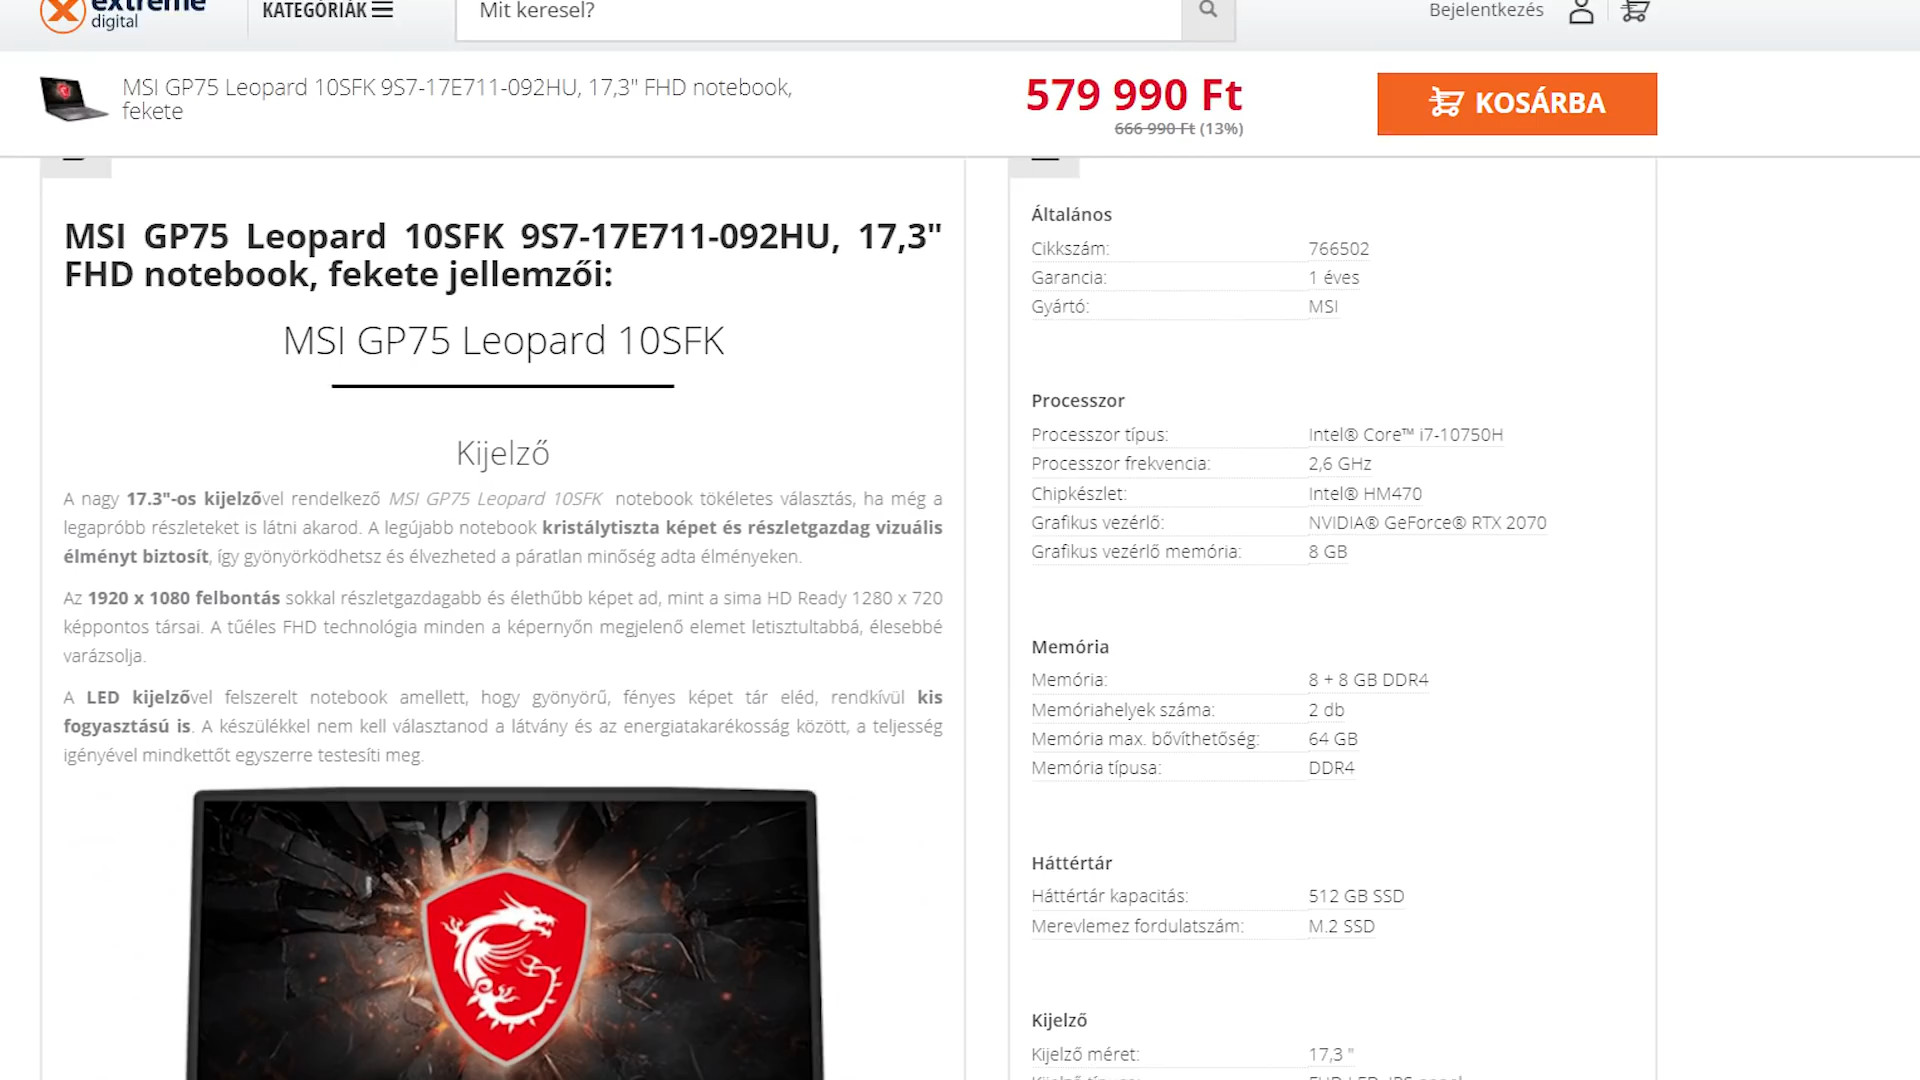 extreme
digital
KATEGÓRIÁK
Mit keresel?
Bejelentkezés
MSI GP75 Leopard 10SFK 9S7-17E711-092HU, 17,3" FHD notebook,
fekete
579 990 Ft
666 990 Ft (13%)
KOSÁRBA
MSI GP75 Leopard 10SFK 9S7-17E711-092HU, 17,3"
FHD notebook, fekete jellemzői:
MSI GP75 Leopard 10SFK
Kijelző
A nagy 17.3"-os kijelzővel rendelkező MSI GP75 Leopard 10SFK notebook tökéletes választás, ha még a
legapróbb részleteket is látni akarod. A legújabb notebook kristálytiszta képet és részletgazdag vizuális
élményt biztosít, így gyönyörködhetsz és élvezheted a páratlan minőség adta élményeken.
Az 1920 x 1080 felbontás sokkal részletgazdagabb és élethűbb képet ad, mint a sima HD Ready 1280 x 720
képpontos társai. A tűéles FHD technológia minden a képernyőn megjelenő elemet letisztultabbá, élesebbé
varázsolja.
A LED kijelzővel felszerelt notebook amellett, hogy gyönyörű, fényes képet tár eléd, rendkívül kis
fogyasztású is. A készülékkel nem kell választanod a látvány és az energiatakarékosság között, a teljesség
igényével mindkettőt egyszerre testesíti meg.
Általános
Cikkszám: 766502
Garancia: 1 éves
Gyártó: MSI
Processzor
Processzor típus: Intel® Core™ i7-10750H
Processzor frekvencia: 2,6 GHz
Chipkészlet: Intel® HM470
Grafikus vezérlő: NVIDIA® GeForce® RTX 2070
Grafikus vezérlő memória: 8 GB
Memória
Memória: 8 + 8 GB DDR4
Memóriahelyek száma: 2 db
Memória max. bővíthetőség: 64 GB
Memória típusa: DDR4
Háttértár
Háttértár kapacitás: 512 GB SSD
Merevlemez fordulatszám: M.2 SSD
Kijelző
Kijelző méret: 17,3 "